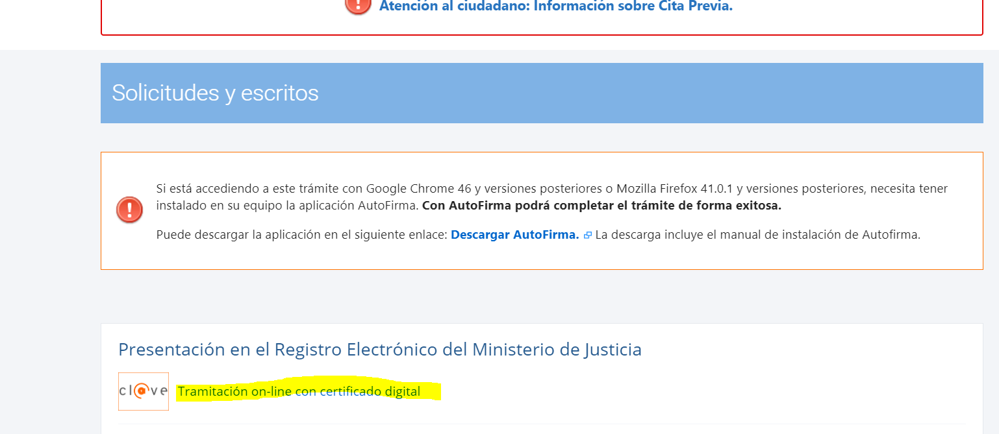 Atención al ciudadano: Información sobre Cita Previa.
Solicitudes y escritos
Si está accediendo a este trámite con Google Chrome 46 y versiones posteriores o Mozilla Firefox 41.0.1 y versiones posteriores, necesita tener
instalado en su equipo la aplicación AutoFirma. Con AutoFirma podrá completar el trámite de forma exitosa.
Puede descargar la aplicación en el siguiente enlace: Descargar AutoFirma. La descarga incluye el manual de instalación de Autofirma.
Presentación en el Registro Electrónico del Ministerio de Justicia
cl@ve
Tramitación on-line con certificado digital